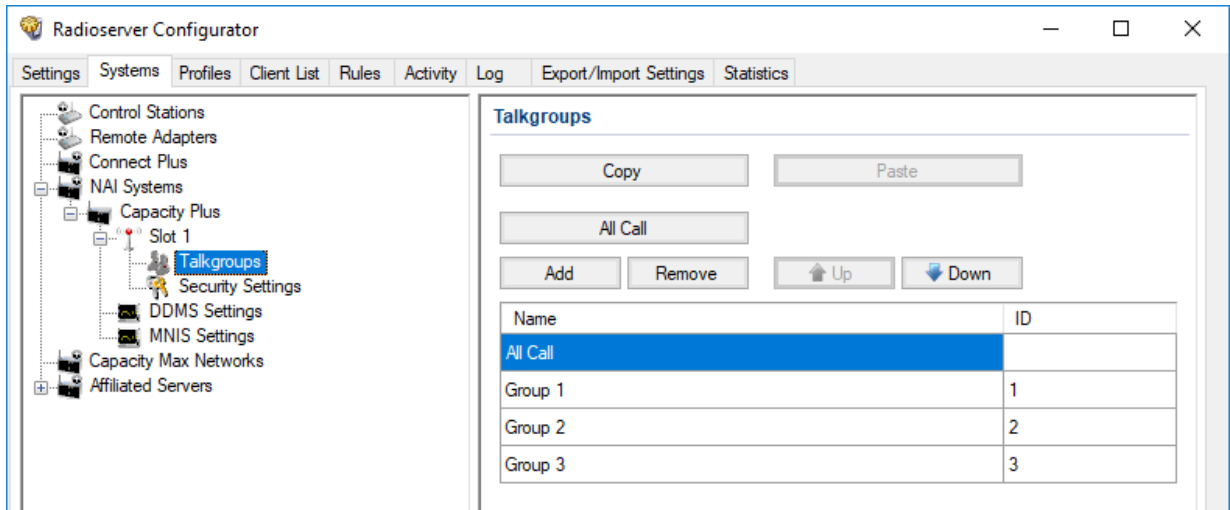 Radioserver Configurator
Settings Systems Profiles Client List Rules Activity Log Export/Import Settings Statistics
Control Stations
Remote Adapters
Connect Plus
NAI Systems
Capacity Plus
Slot 1
Talkgroups
Security Settings
DDMS Settings
MNIS Settings
Capacity Max Networks
Affiliated Servers
Talkgroups
Copy Paste
All Call
Add Remove Up Down
Name ID
All Call
Group 1 1
Group 2 2
Group 3 3